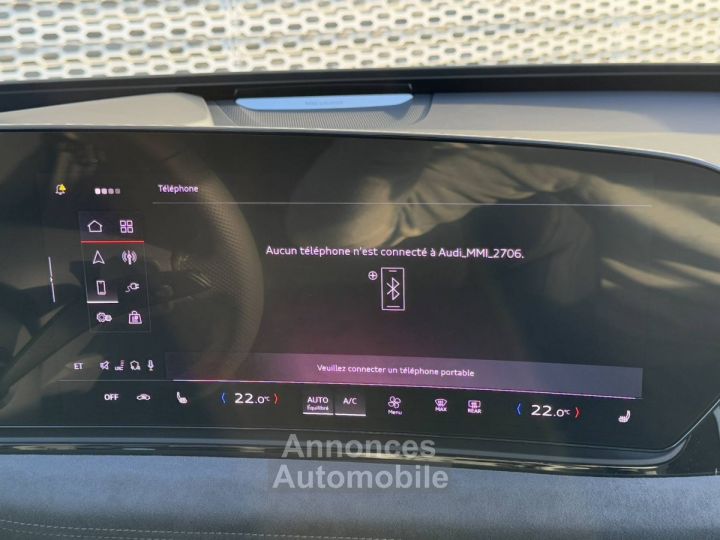 Téléphone
Aucun téléphone n'est connecté à Audi_MMI_2706.
ET
Veuillez connecter un téléphone portable
OFF
22.0°C
AUTO
Équilibré
A/C
Menu
MAX
REAR
22.0°C
Annonces
Automobile